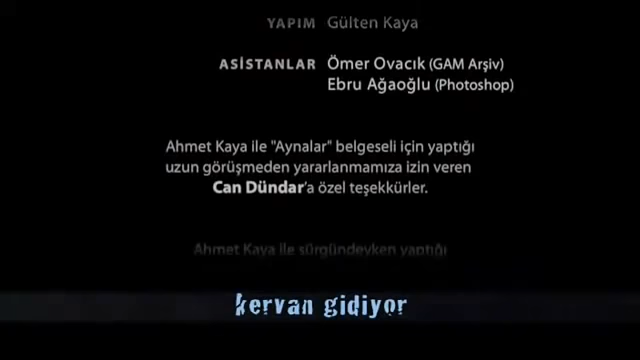 YAPIM Gülten Kaya
ASİSTANLAR Ömer Ovacık (GAM Arşiv)
Ebru Ağaoğlu (Photoshop)
Ahmet Kaya ile "Aynalar" belgeseli için yaptığı
uzun görüşmeden yararlanmamıza izin veren
Can Dündar'a özel teşekkürler.
Ahmet Kaya ile sürgündeyken yaptığı
kervan gidiyor